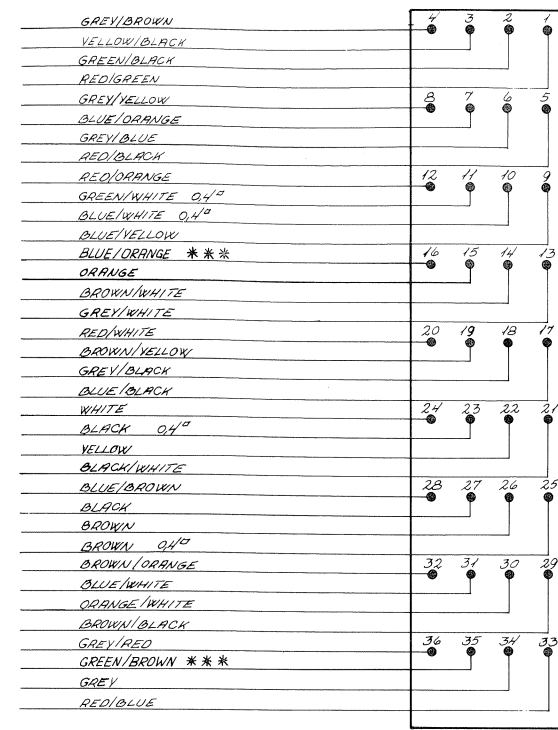 GREY/BROWN 4 3 2 1
YELLOW/BLACK
GREEN/BLACK
RED/GREEN
GREY/YELLOW 8 7 6 5
BLUE/ORANGE
GREY/BLUE
RED/BLACK
RED/ORANGE 12 11 10 9
GREEN/WHITE 0,4□
BLUE/WHITE 0,4□
BLUE/YELLOW
BLUE/ORANGE *** 16 15 14 13
ORANGE
BROWN/WHITE
GREY/WHITE
RED/WHITE 20 19 18 17
BROWN/YELLOW
GREY/BLACK
BLUE/BLACK
WHITE 24 23 22 21
BLACK 0,4□
YELLOW
BLACK/WHITE
BLUE/BROWN 28 27 26 25
BLACK
BROWN
BROWN 0,4□
BROWN/ORANGE 32 31 30 29
BLUE/WHITE
ORANGE/WHITE
BROWN/BLACK
GREY/RED 36 35 34 33
GREEN/BROWN ***
GREY
RED/BLUE